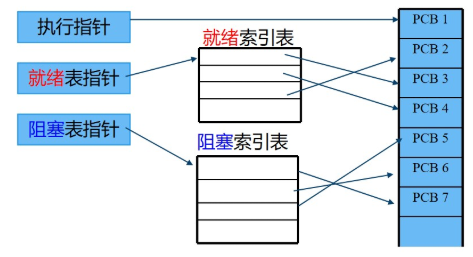 执行指针
就绪表指针
阻塞表指针
就绪索引表
阻塞索引表
PCB 1
PCB 2
PCB 3
PCB 4
PCB 5
PCB 6
PCB 7